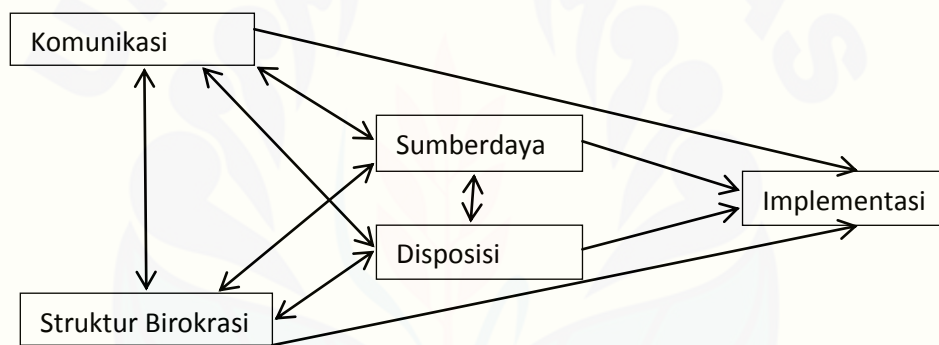 Komunikasi
Sumberdaya
Implementasi
Disposisi
Struktur Birokrasi